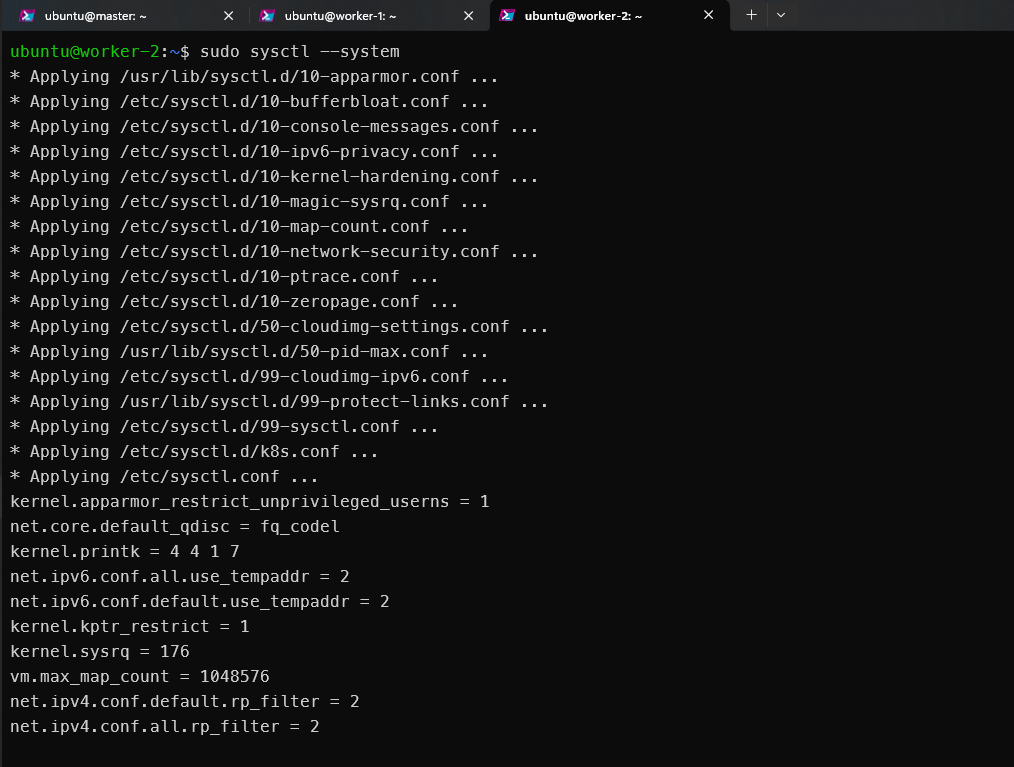 ubuntu@master: ~
ubuntu@worker-1: ~
ubuntu@worker-2: ~
ubuntu@worker-2:~$ sudo sysctl --system
* Applying /usr/lib/sysctl.d/10-apparmor.conf ...
* Applying /etc/sysctl.d/10-bufferbloat.conf ...
* Applying /etc/sysctl.d/10-console-messages.conf ...
* Applying /etc/sysctl.d/10-ipv6-privacy.conf ...
* Applying /etc/sysctl.d/10-kernel-hardening.conf ...
* Applying /etc/sysctl.d/10-magic-sysrq.conf ...
* Applying /etc/sysctl.d/10-map-count.conf ...
* Applying /etc/sysctl.d/10-network-security.conf ...
* Applying /etc/sysctl.d/10-ptrace.conf ...
* Applying /etc/sysctl.d/10-zeropage.conf ...
* Applying /etc/sysctl.d/50-cloudimg-settings.conf ...
* Applying /usr/lib/sysctl.d/50-pid-max.conf ...
* Applying /etc/sysctl.d/99-cloudimg-ipv6.conf ...
* Applying /usr/lib/sysctl.d/99-protect-links.conf ...
* Applying /etc/sysctl.d/99-sysctl.conf ...
* Applying /etc/sysctl.d/k8s.conf ...
* Applying /etc/sysctl.conf ...
kernel.apparmor_restrict_unprivileged_userns = 1
net.core.default_qdisc = fq_codel
kernel.printk = 4 4 1 7
net.ipv6.conf.all.use_tempaddr = 2
net.ipv6.conf.default.use_tempaddr = 2
kernel.kptr_restrict = 1
kernel.sysrq = 176
vm.max_map_count = 1048576
net.ipv4.conf.default.rp_filter = 2
net.ipv4.conf.all.rp_filter = 2